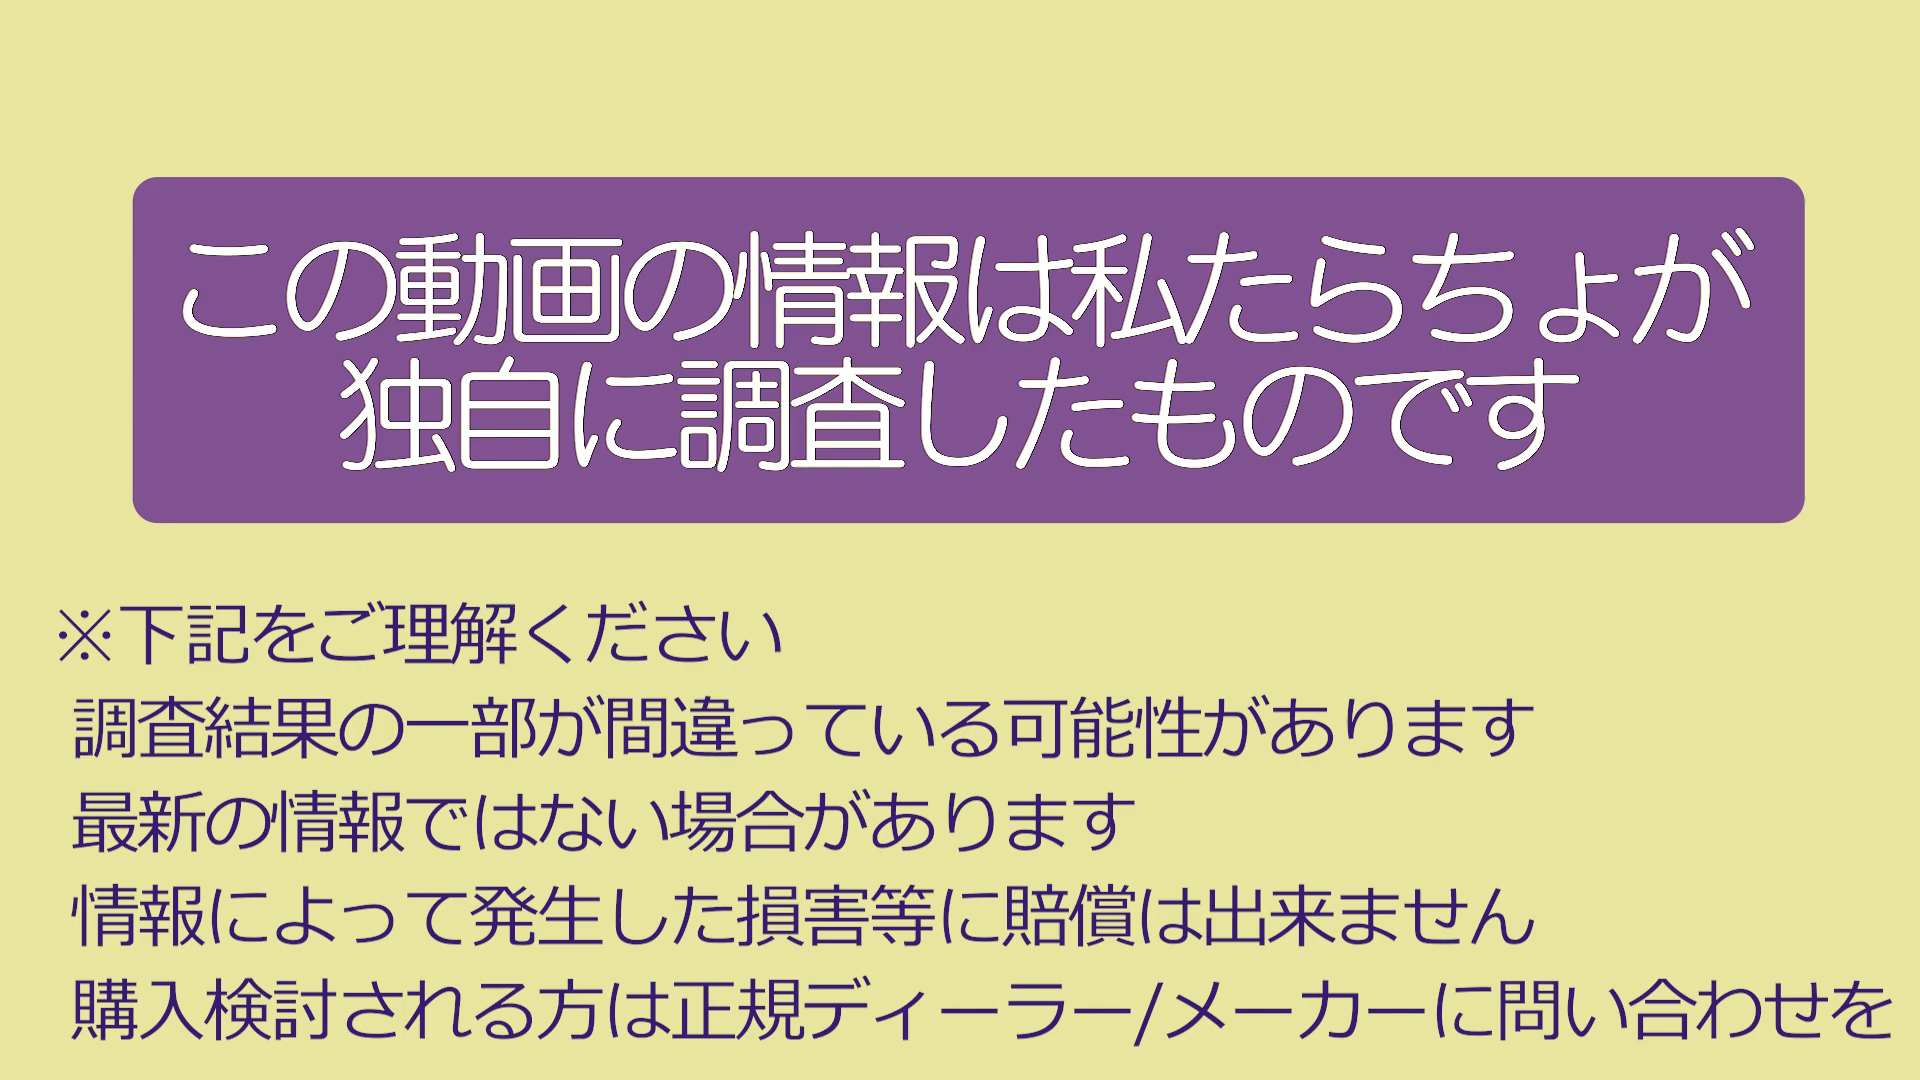 この動画の情報は私たらちょが
独自に調査したものです
※下記をご理解ください
調査結果の一部が間違っている可能性があります
最新の情報ではない場合があります
情報によって発生した損害等に賠償は出来ません
購入検討される方は正規ディーラー/メーカーに問い合わせを